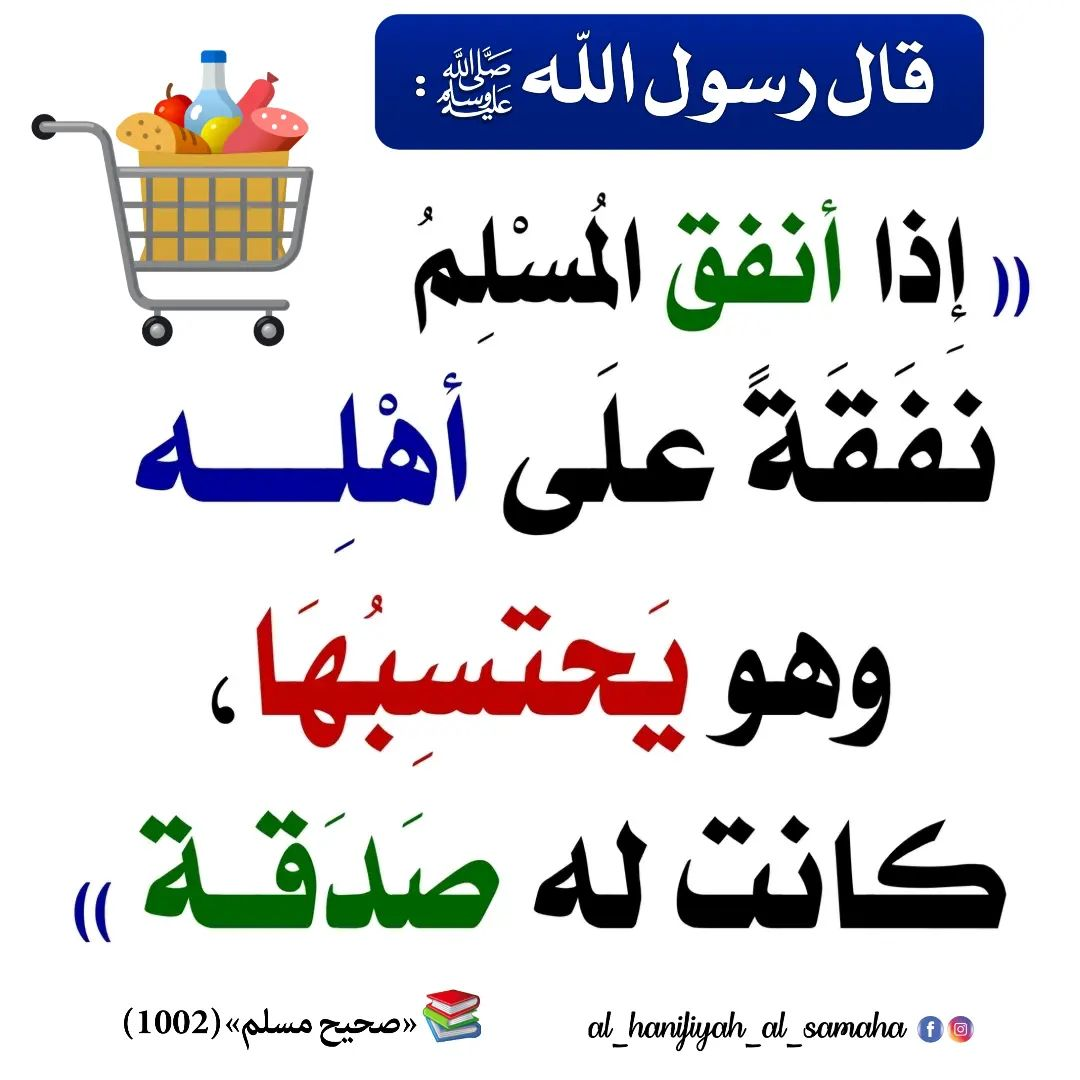 قال رسول الله ﷺ :
(( إِذا أنفق المُسْلِمُ
نَفَقَةً علَى أهْلِــه
وهو يَحتسِبُهَا ،
كانت له صَدَقـة ))
«صحيح مسلم» (1002)
al_hanifiyah_al_samaha